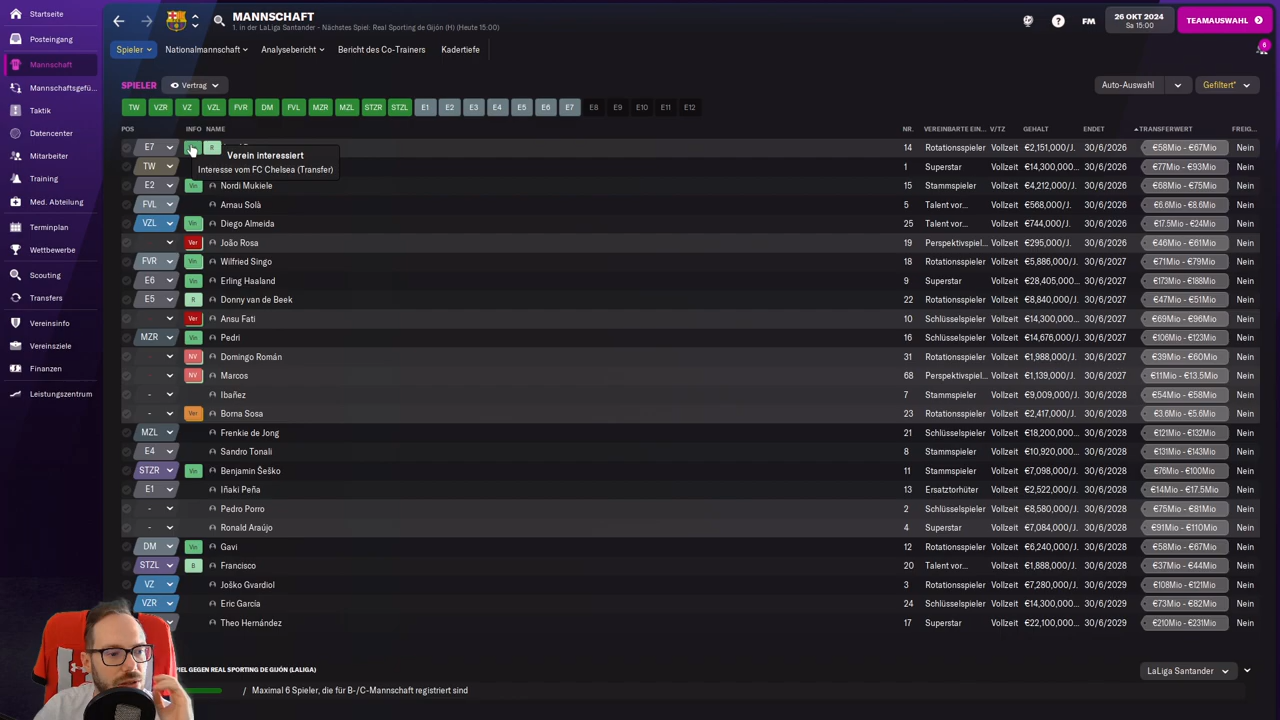 MANNSCHAFT
1. in der LaLiga Santander - Nächstes Spiel: Real Sporting de Gijón (H) (Heute 15:00)
26 OKT 2024
Sa 15:00
FM
TEAMAUSWAHL
6
Startseite
Posteingang
Mannschaft
Mannschaftsgefü...
Taktik
Datencenter
Mitarbeiter
Training
Med. Abteilung
Terminplan
Wettbewerbe
Scouting
Transfers
Vereinsinfo
Vereinsziele
Finanzen
Leistungszentrum
Spieler Nationalmannschaft Analysebericht Bericht des Co-Trainers Kadertiefe
SPIELER Vertrag Auto-Auswahl Gefiltert*
TW VZR VZ VZL FVR DM FVL MZR MZL STZR STZL E1 E2 E3 E4 E5 E6 E7 E8 E9 E10 E11 E12
POS INFO NAME NR. VEREINBARTE EIN... V/TZ GEHALT ENDET TRANSFERWERT FREIG...
E7 B 14 Rotationsspieler Vollzeit €2,151,000/J. 30/6/2026 €58Mio - €67Mio Nein
Verein interessiert
Interesse vom FC Chelsea (Transfer)
TW 1 Superstar Vollzeit €14,300,000... 30/6/2026 €77Mio - €93Mio Nein
E2 Vin Nordi Mukiele 15 Stammspieler Vollzeit €4,212,000/J. 30/6/2026 €68Mio - €75Mio Nein
FVL Arnau Solà 5 Talent vor... Vollzeit €568,000/J. 30/6/2026 €6.6Mio - €8.6Mio Nein
VZL Vin Diego Almeida 25 Talent vor... Vollzeit €744,000/J. 30/6/2026 €17.5Mio - €24Mio Nein
Ver João Rosa 19 Perspektivspiel... Vollzeit €295,000/J. 30/6/2026 €46Mio - €61Mio Nein
FVR Vin Wilfried Singo 18 Rotationsspieler Vollzeit €5,886,000/J. 30/6/2027 €71Mio - €79Mio Nein
E6 Vin Erling Haaland 9 Superstar Vollzeit €28,405,000... 30/6/2027 €173Mio - €188Mio Nein
E5 B Donny van de Beek 22 Rotationsspieler Vollzeit €8,840,000/J. 30/6/2027 €47Mio - €51Mio Nein
Ver Ansu Fati 10 Schlüsselspieler Vollzeit €14,300,000... 30/6/2027 €69Mio - €96Mio Nein
MZR Vin Pedri 16 Schlüsselspieler Vollzeit €14,676,000... 30/6/2027 €106Mio - €123Mio Nein
NV Domingo Román 31 Rotationsspieler Vollzeit €1,988,000/J. 30/6/2027 €39Mio - €60Mio Nein
NV Marcos 68 Perspektivspiel... Vollzeit €1,139,000/J. 30/6/2027 €11Mio - €13.5Mio Nein
- Ibañez 7 Stammspieler Vollzeit €9,009,000/J. 30/6/2028 €54Mio - €58Mio Nein
- Ver Borna Sosa 23 Rotationsspieler Vollzeit €2,417,000/J. 30/6/2028 €3.6Mio - €5.6Mio Nein
MZL Frenkie de Jong 21 Schlüsselspieler Vollzeit €18,200,000... 30/6/2028 €121Mio - €132Mio Nein
E4 Sandro Tonali 8 Stammspieler Vollzeit €10,920,000... 30/6/2028 €131Mio - €143Mio Nein
STZR Vin Benjamin Šeško 11 Schlüsselspieler Vollzeit €7,098,000/J. 30/6/2028 €76Mio - €100Mio Nein
E1 Iñaki Peña 13 Ersatztorhüter Vollzeit €2,522,000/J. 30/6/2028 €14Mio - €17.5Mio Nein
- Pedro Porro 2 Schlüsselspieler Vollzeit €8,580,000/J. 30/6/2028 €75Mio - €81Mio Nein
- Ronald Araújo 4 Superstar Vollzeit €7,084,000/J. 30/6/2028 €91Mio - €110Mio Nein
DM Vin Gavi 12 Rotationsspieler Vollzeit €6,240,000/J. 30/6/2028 €58Mio - €67Mio Nein
STZL B Francisco 20 Talent vor... Vollzeit €1,888,000/J. 30/6/2028 €37Mio - €44Mio Nein
VZ Joško Gvardiol 3 Rotationsspieler Vollzeit €7,280,000/J. 30/6/2029 €108Mio - €121Mio Nein
VZR Eric García 24 Schlüsselspieler Vollzeit €14,300,000... 30/6/2029 €73Mio - €82Mio Nein
Theo Hernández 17 Superstar Vollzeit €22,100,000... 30/6/2029 €210Mio - €231Mio Nein
PIEL GEGEN REAL SPORTING DE GIJÓN (LALIGA) LaLiga Santander
/ Maximal 6 Spieler, die für B-/C-Mannschaft registriert sind